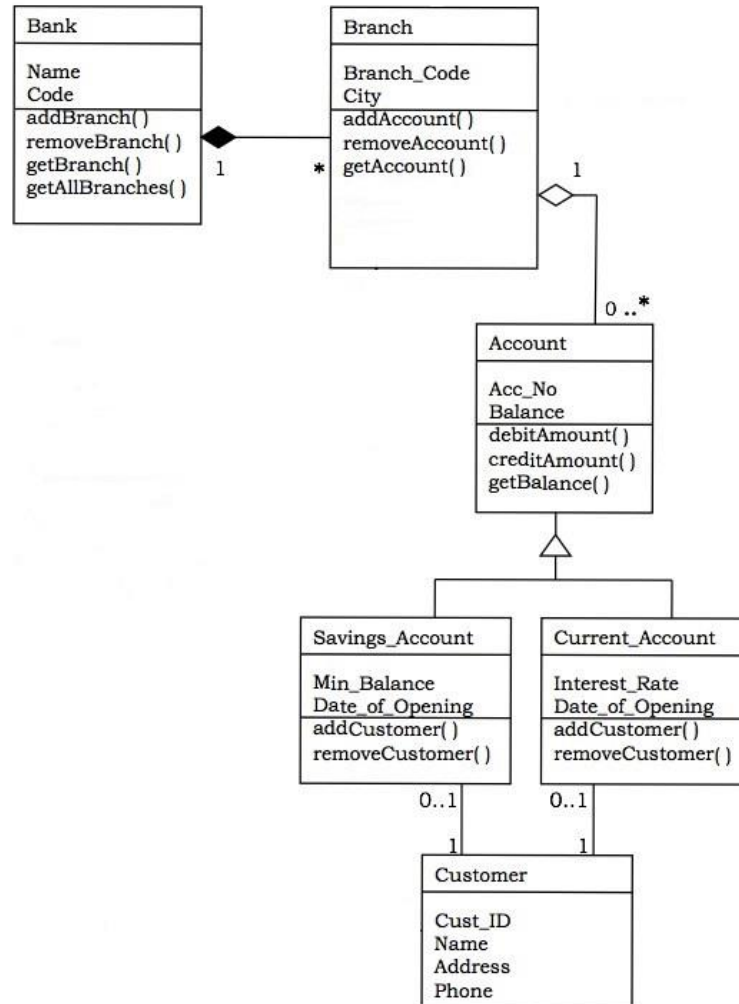 Bank
Name
Code
addBranch()
removeBranch()
getBranch()
getAllBranches()
1
*
Branch
Branch_Code
City
addAccount()
removeAccount()
getAccount()
1
0..*
Account
Acc_No
Balance
debitAmount()
creditAmount()
getBalance()
Savings_Account
Min_Balance
Date_of_Opening
addCustomer()
removeCustomer()
Current_Account
Interest_Rate
Date_of_Opening
addCustomer()
removeCustomer()
0..1
0..1
1
1
Customer
Cust_ID
Name
Address
Phone